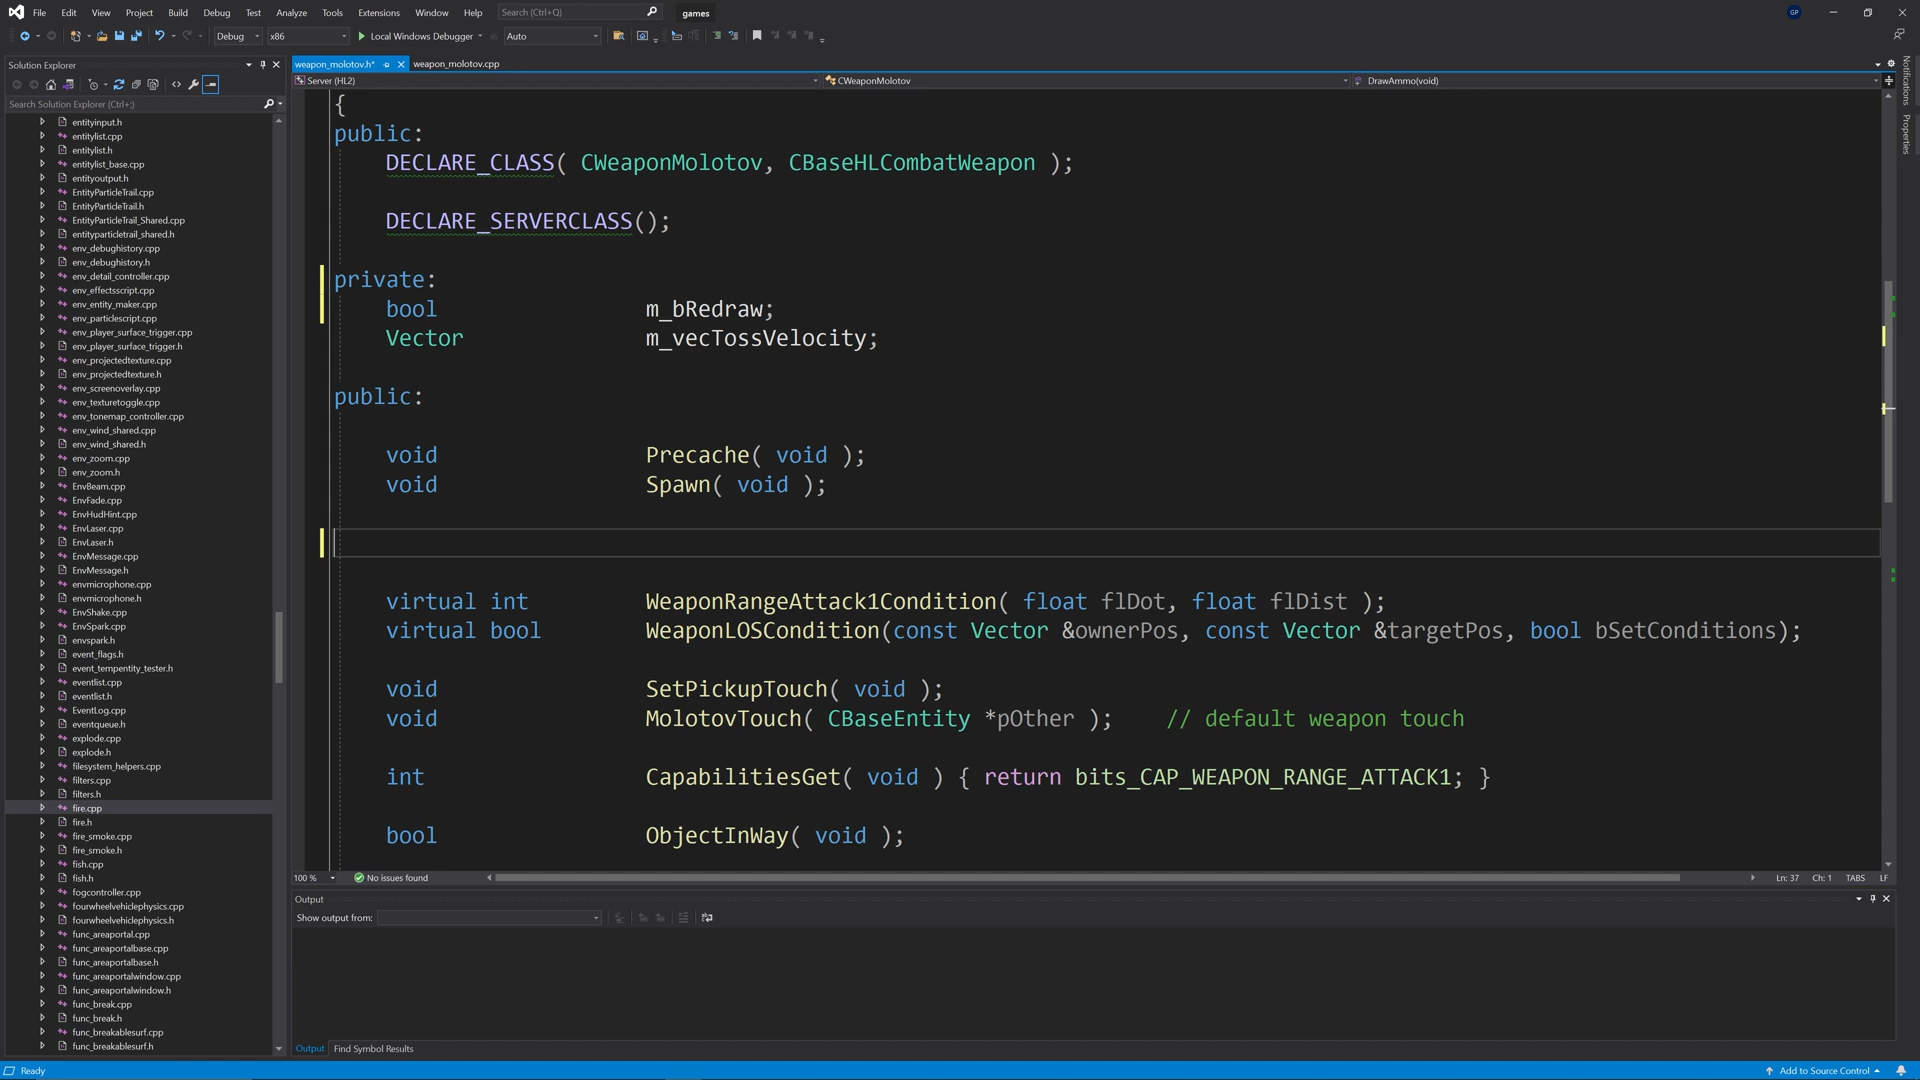 File Edit View Project Build Debug Test Analyze Tools Extensions Window Help Search (Ctrl+Q) games GP
Debug x86 Local Windows Debugger Auto
Solution Explorer
Search Solution Explorer (Ctrl+;)
entityinput.h
entitylist.cpp
entitylist.h
entitylist_base.cpp
entityoutput.h
EntityParticleTrail.cpp
EntityParticleTrail.h
EntityParticleTrail_Shared.cpp
entityparticletrail_shared.h
env_debughistory.cpp
env_debughistory.h
env_detail_controller.cpp
env_effectsscript.cpp
env_entity_maker.cpp
env_particlescript.cpp
env_player_surface_trigger.cpp
env_player_surface_trigger.h
env_projectedtexture.cpp
env_projectedtexture.h
env_screenoverlay.cpp
env_texturetoggle.cpp
env_tonemap_controller.cpp
env_wind_shared.cpp
env_wind_shared.h
env_zoom.cpp
env_zoom.h
EnvBeam.cpp
EnvFade.cpp
EnvHudHint.cpp
EnvLaser.cpp
EnvLaser.h
EnvMessage.cpp
EnvMessage.h
envmicrophone.cpp
envmicrophone.h
EnvShake.cpp
EnvSpark.cpp
envspark.h
event_flags.h
event_tempentity_tester.h
eventlist.cpp
eventlist.h
EventLog.cpp
eventqueue.h
explode.cpp
explode.h
filesystem_helpers.cpp
filters.cpp
filters.h
fire.cpp
fire.h
fire_smoke.cpp
fire_smoke.h
fish.cpp
fish.h
fogcontroller.cpp
fourwheelvehiclephysics.cpp
fourwheelvehiclephysics.h
func_areaportal.cpp
func_areaportalbase.cpp
func_areaportalbase.h
func_areaportalwindow.cpp
func_areaportalwindow.h
func_break.cpp
func_break.h
func_breakablesurf.cpp
func_breakablesurf.h
weapon_molotov.h* weapon_molotov.cpp
Server (HL2) CWeaponMolotov DrawAmmo(void)
{
public:
DECLARE_CLASS( CWeaponMolotov, CBaseHLCombatWeapon );
DECLARE_SERVERCLASS();
private:
bool m_bRedraw;
Vector m_vecTossVelocity;
public:
void Precache( void );
void Spawn( void );
virtual int WeaponRangeAttack1Condition( float flDot, float flDist );
virtual bool WeaponLOSCondition(const Vector &ownerPos, const Vector &targetPos, bool bSetConditions);
void SetPickupTouch( void );
void MolotovTouch( CBaseEntity *pOther ); // default weapon touch
int CapabilitiesGet( void ) { return bits_CAP_WEAPON_RANGE_ATTACK1; }
bool ObjectInWay( void );
100 % No issues found Ln: 37 Ch: 1 TABS LF
Output
Show output from:
Output Find Symbol Results
Notifications
Properties
Ready Add to Source Control